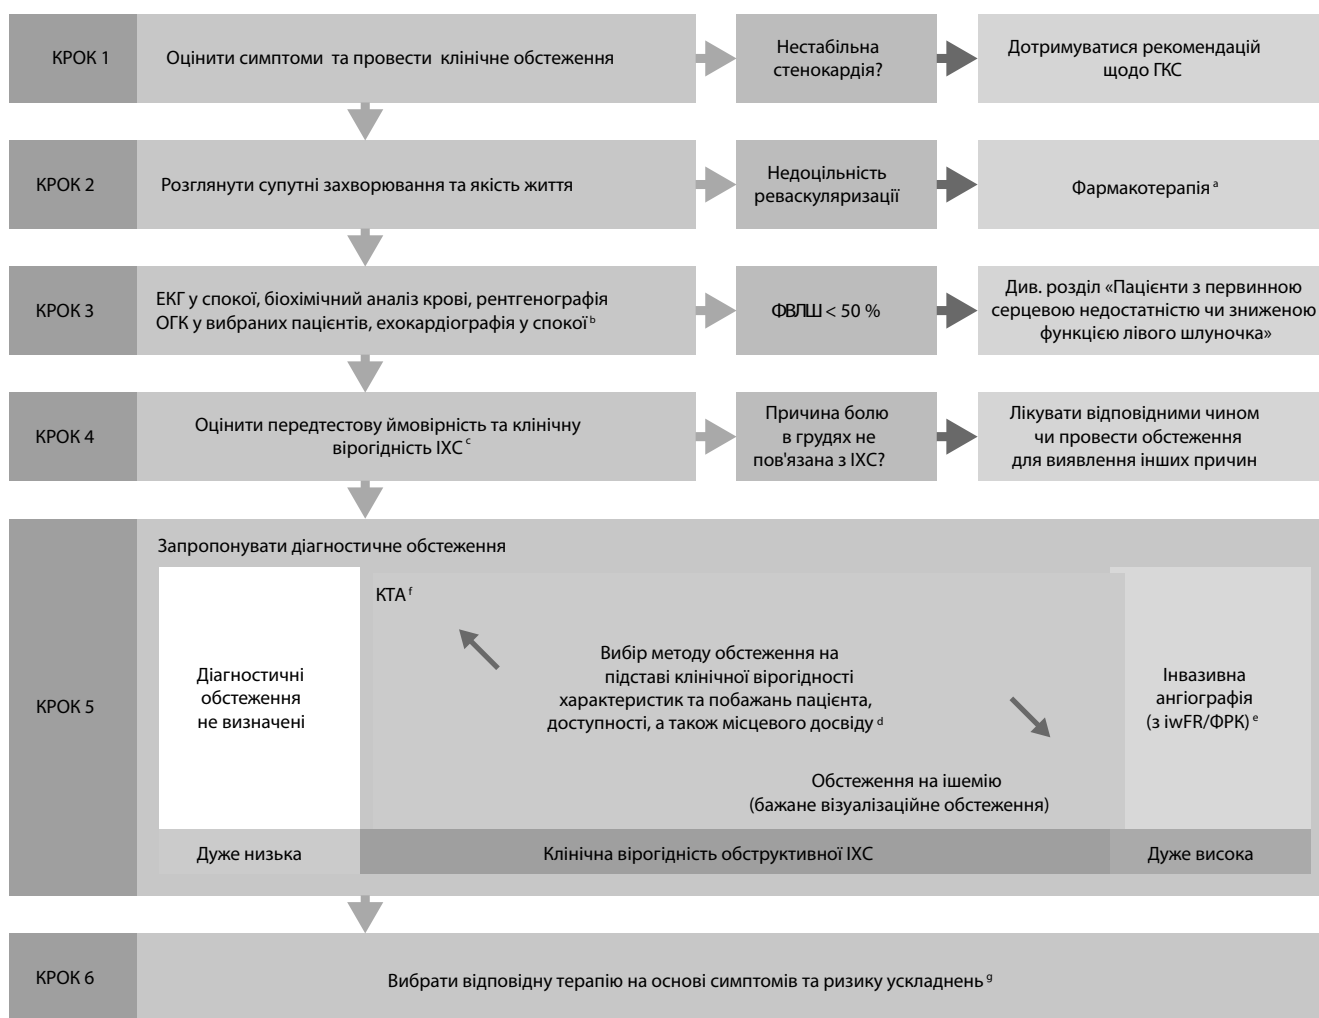 КРОК 1
Оцінити симптоми та провести клінічне обстеження
Нестабільна
стенокардія?
Дотримуватися рекомендацій
щодо ГКС
КРОК 2
Розглянути супутні захворювання та якість життя
Недоцільність
реваскуляризації
Фармакотерапія a
КРОК 3
ЕКГ у спокої, біохімічний аналіз крові, рентгенографія
ОГК у вибраних пацієнтів, ехокардіографія у спокої b
ФВЛШ < 50 %
Див. розділ «Пацієнти з первинною
серцевою недостатністю чи зниженою
функцією лівого шлуночка»
КРОК 4
Оцінити передтестову ймовірність та клінічну
вірогідність ІХС c
Причина болю
в грудях не
пов'язана з ІХС?
Лікувати відповідними чином
чи провести обстеження
для виявлення інших причин
КРОК 5
Запропонувати діагностичне обстеження
Діагностичні
обстеження
не визначені
КТА f
Вибір методу обстеження на
підставі клінічної вірогідності
характеристик та побажань пацієнта,
доступності, а також місцевого досвіду d
Обстеження на ішемію
(бажане візуалізаційне обстеження)
Інвазивна
ангіографія
(з iwFR/ФРК) e
Дуже низька
Клінічна вірогідність обструктивної ІХС
Дуже висока
КРОК 6
Вибрати відповідну терапію на основі симптомів та ризику ускладнень g